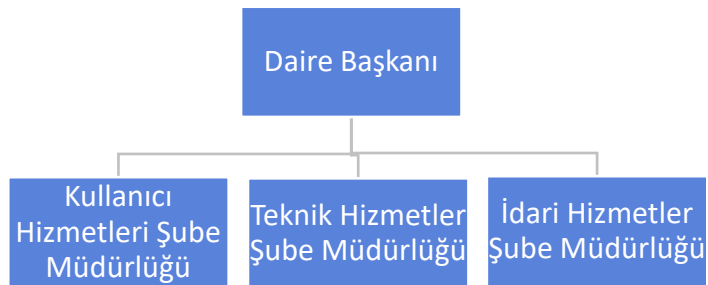 Daire Başkanı
Kullanıcı
Hizmetleri Şube
Müdürlüğü
Teknik Hizmetler
Şube Müdürlüğü
İdari Hizmetler
Şube Müdürlüğü